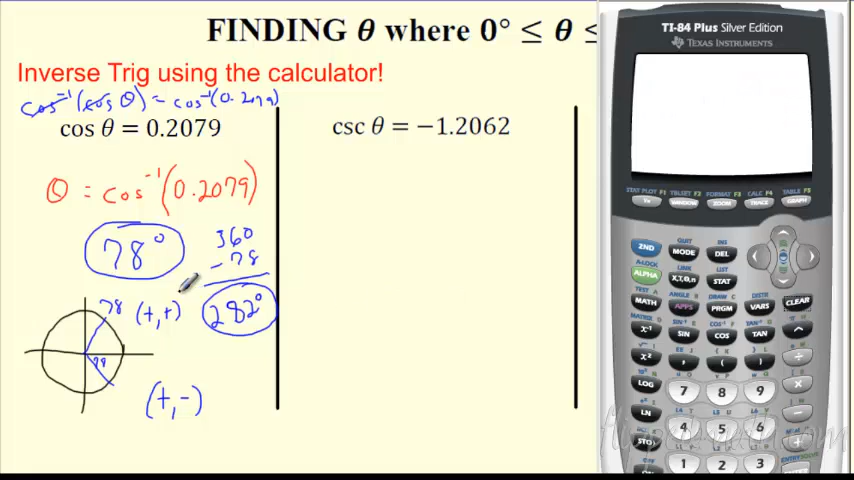 FINDING θ where 0° ≤ θ ≤
Inverse Trig using the calculator!
cos⁻¹(cos θ) = cos⁻¹(0.2079)
cos θ = 0.2079
θ = cos⁻¹(0.2079)
78°
360
- 78
282°
78 (+,+)
78
(+,-)
csc θ = −1.2062
TI-84 Plus Silver Edition
TEXAS INSTRUMENTS
STAT PLOT F1 TBLSET F2 FORMAT F3 CALC F4 TABLE F5
Y= WINDOW ZOOM TRACE GRAPH
2ND QUIT MODE INS DEL
A-LOCK LINK LIST
ALPHA X,T,θ,n STAT
TEST A ANGLE B DRAW C DISTR
MATH APPS PRGM VARS CLEAR
MATRIX D SIN⁻¹ E COS⁻¹ F TAN⁻¹ G π H
x⁻¹ SIN COS TAN ^
x² , ( ) ÷
LOG 7 8 9 ×
LN 4 5 6 −
STO 1 2 3